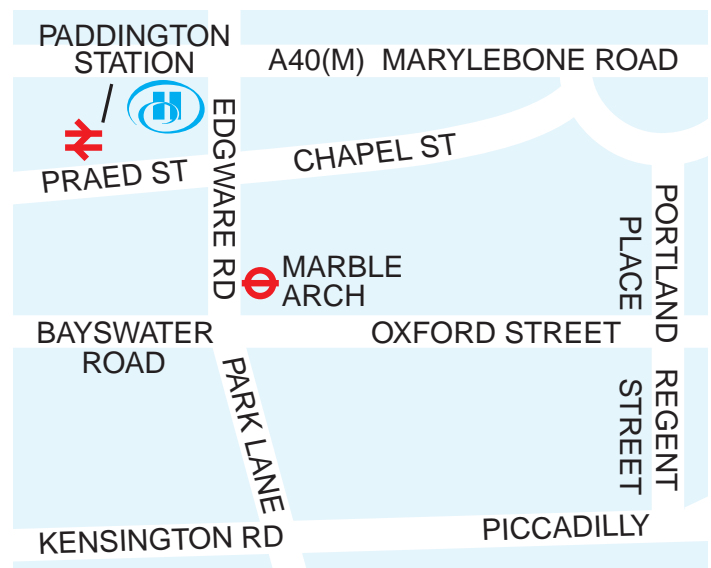 PADDINGTON
STATION
A40(M) MARYLEBONE ROAD
EDGWARE RD
PRAED ST
CHAPEL ST
PORTLAND
PLACE
MARBLE
ARCH
BAYSWATER
ROAD
OXFORD STREET
PARK LANE
REGENT
STREET
KENSINGTON RD
PICCADILLY